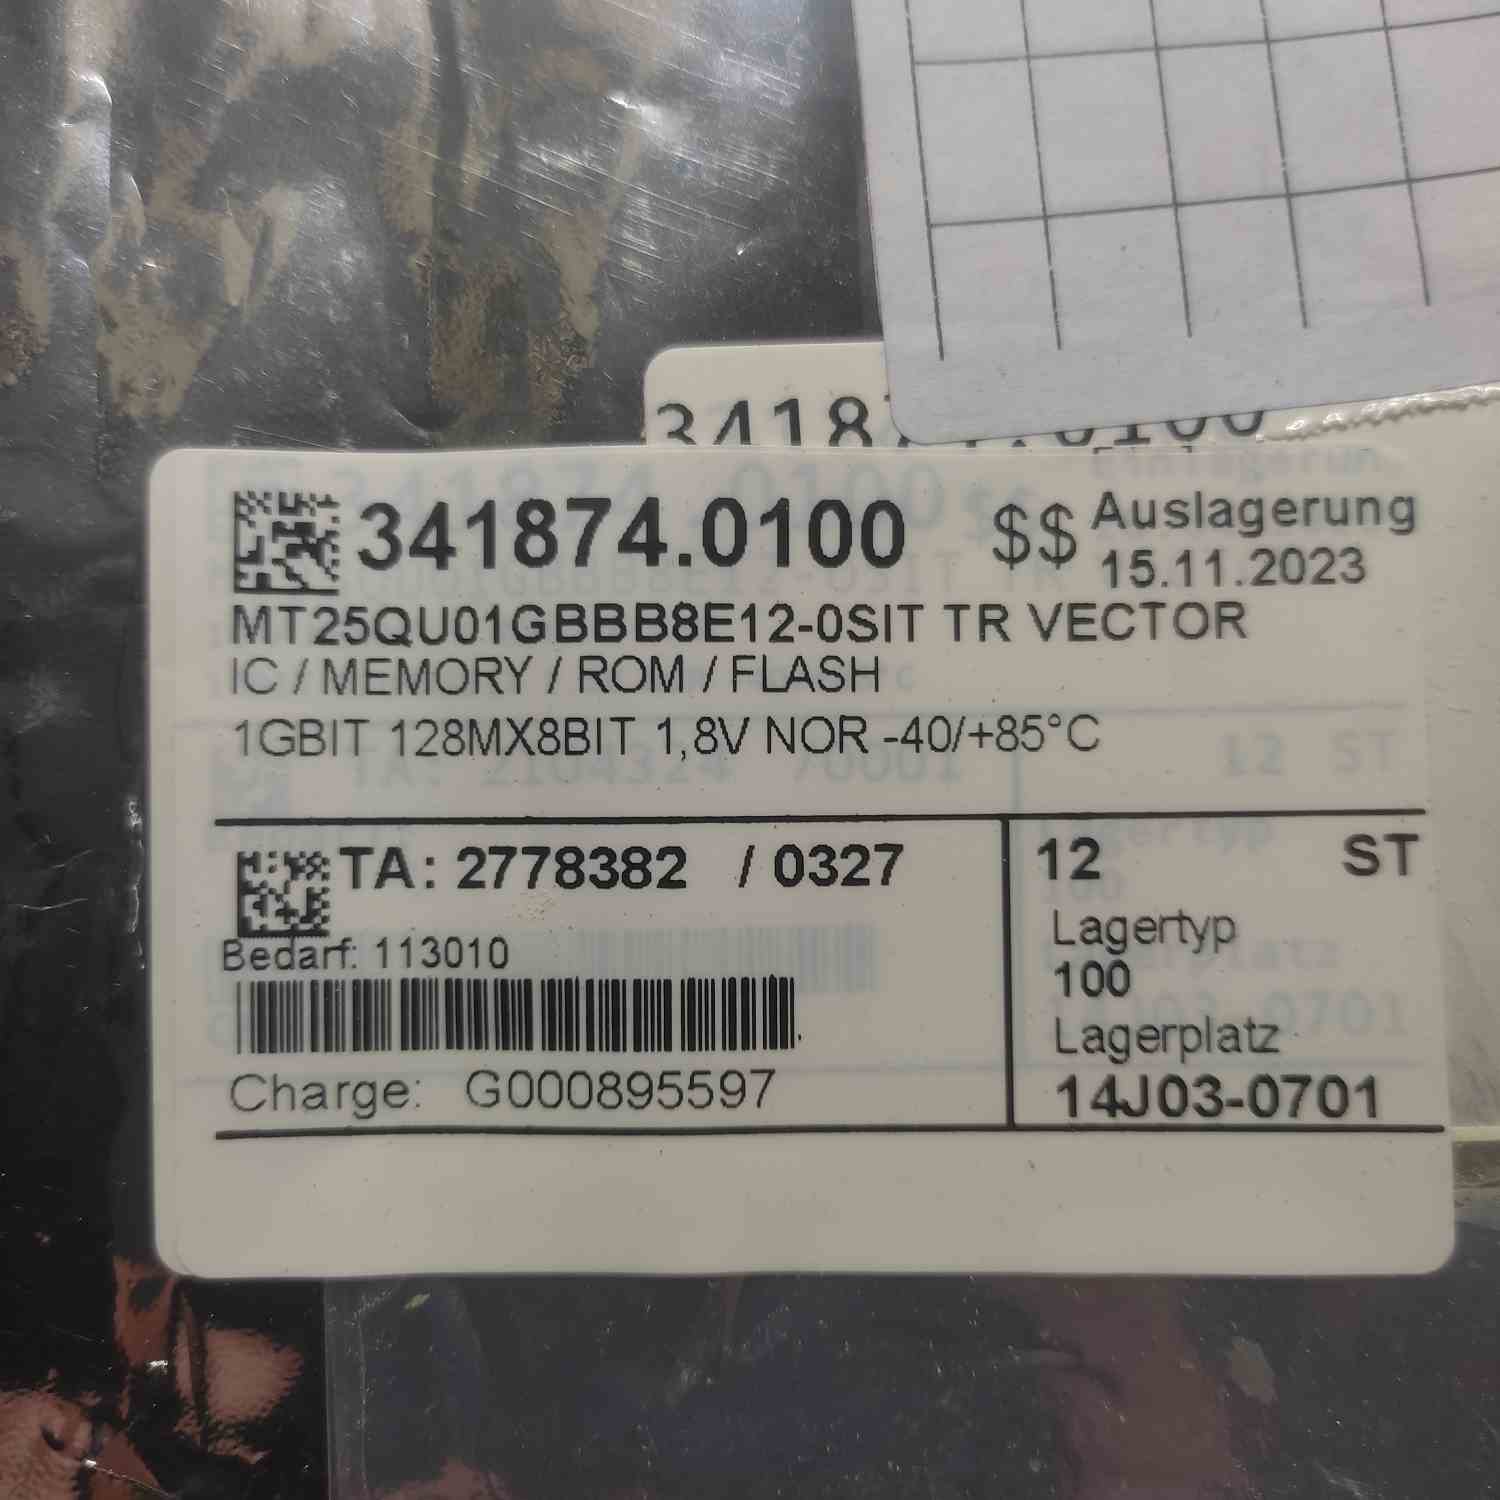 341874.0100 $$ Auslagerung
15.11.2023
MT25QU01GBBB8E12-0SIT TR VECTOR
IC / MEMORY / ROM / FLASH
1GBIT 128MX8BIT 1,8V NOR -40/+85°C
TA: 2778382 / 0327
Bedarf: 113010
Charge: G000895597
12 ST
Lagertyp
100
Lagerplatz
14J03-0701